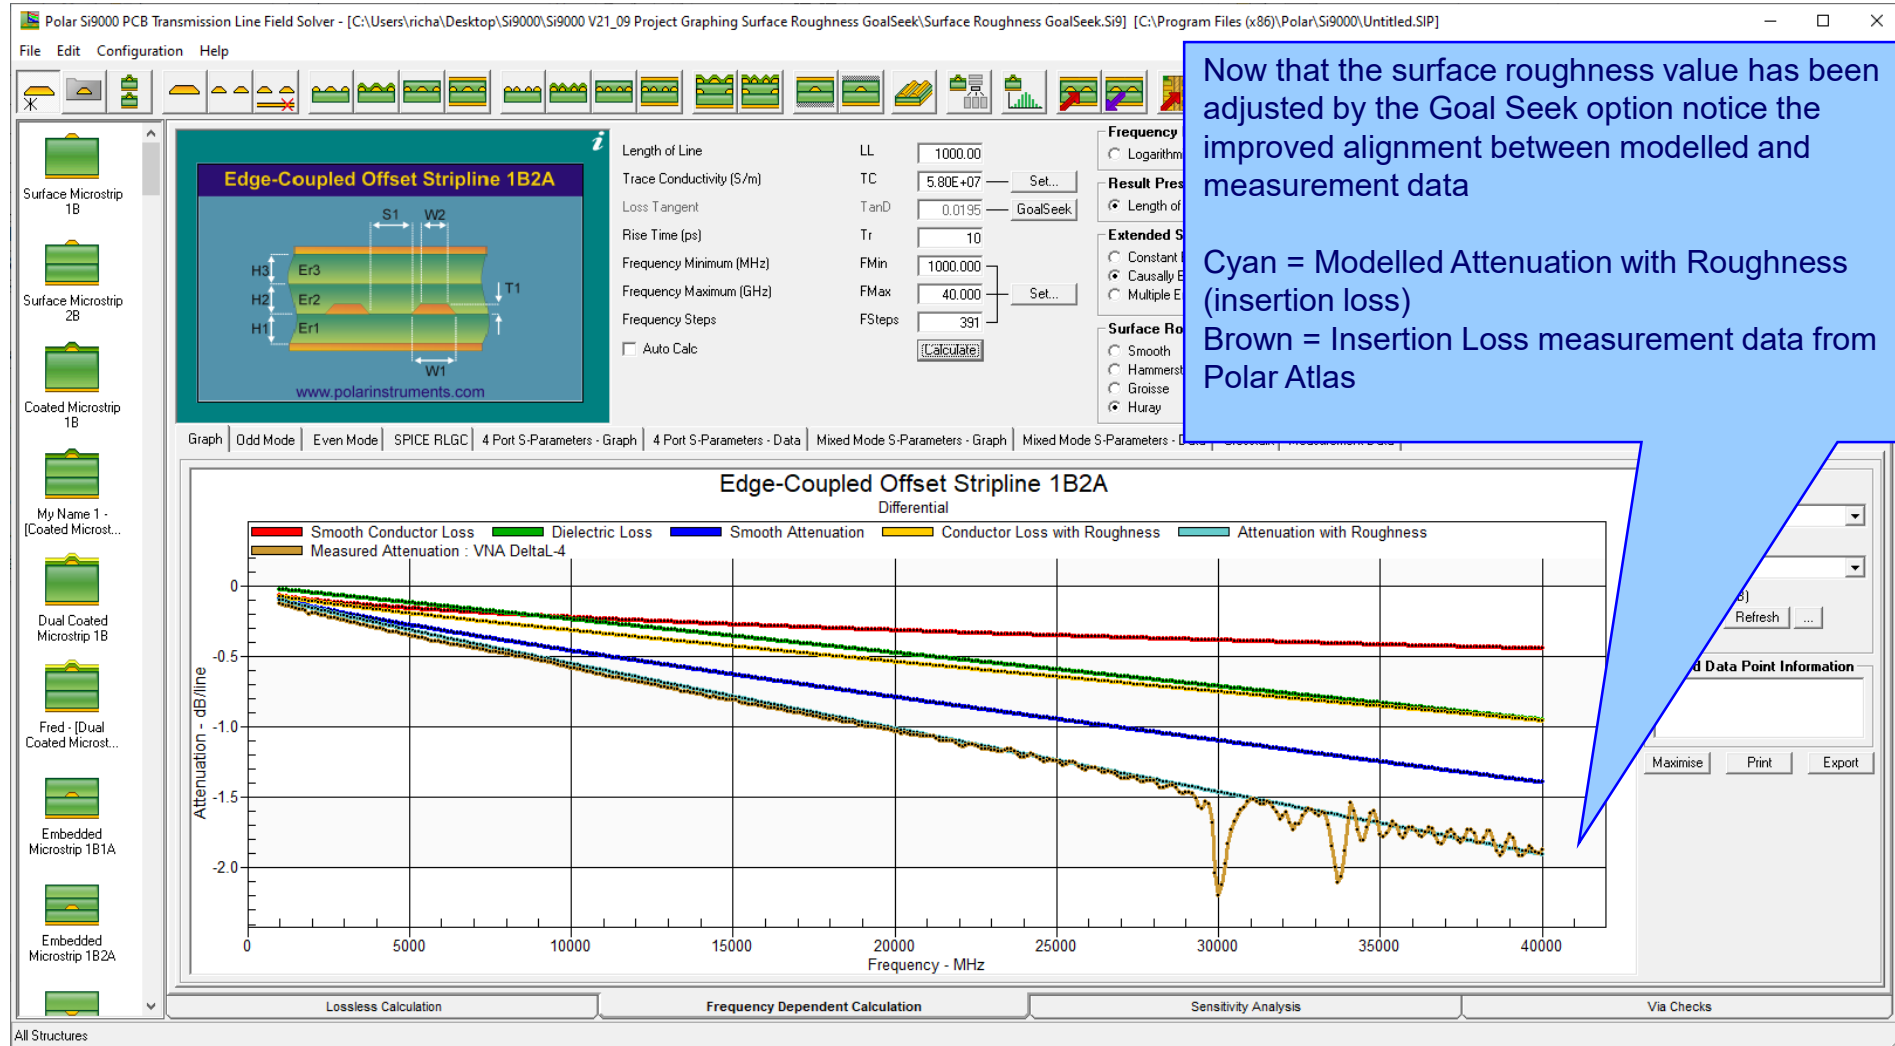 Polar Si9000 PCB Transmission Line Field Solver - [C:\Users\richa\Desktop\Si9000\Si9000 V21_09 Project Graphing Surface Roughness GoalSeek\Surface Roughness GoalSeek.Si9] [C:\Program Files (x86)\Polar\Si9000\Untitled.SIP]
File Edit Configuration Help
Now that the surface roughness value has been
adjusted by the Goal Seek option notice the
improved alignment between modelled and
measurement data
Cyan = Modelled Attenuation with Roughness
(insertion loss)
Brown = Insertion Loss measurement data from
Polar Atlas
Surface Microstrip
1B
Surface Microstrip
2B
Coated Microstrip
1B
My Name 1 -
[Coated Microst...
Dual Coated
Microstrip 1B
Fred - [Dual
Coated Microst...
Embedded
Microstrip 1B1A
Embedded
Microstrip 1B2A
i
Edge-Coupled Offset Stripline 1B2A
S1 W2
H3 Er3
H2 Er2 T1
H1 Er1
W1
www.polarinstruments.com
Length of Line LL 1000.00
Trace Conductivity (S/m) TC 5.80E+07 Set...
Loss Tangent TanD 0.0195 GoalSeek
Rise Time (ps) Tr 10
Frequency Minimum (MHz) FMin 1000.000
Frequency Maximum (GHz) FMax 40.000 Set...
Frequency Steps FSteps 391
Auto Calc Calculate
Frequency
Logarithm
Result Pres
Length of
Extended S
Constant
Causally E
Multiple E
Surface Ro
Smooth
Hammerst
Groisse
Huray
Graph Odd Mode Even Mode SPICE RLGC 4 Port S-Parameters - Graph 4 Port S-Parameters - Data Mixed Mode S-Parameters - Graph Mixed Mode S-Parameters -
Edge-Coupled Offset Stripline 1B2A
Differential
Smooth Conductor Loss Dielectric Loss Smooth Attenuation Conductor Loss with Roughness Attenuation with Roughness
Measured Attenuation : VNA DeltaL-4
0
-0.5
-1.0
-1.5
-2.0
Attenuation - dB/line
0 5000 10000 15000 20000 25000 30000 35000 40000
Frequency - MHz
Refresh ...
Data Point Information
Maximise Print Export
Lossless Calculation Frequency Dependent Calculation Sensitivity Analysis Via Checks
All Structures